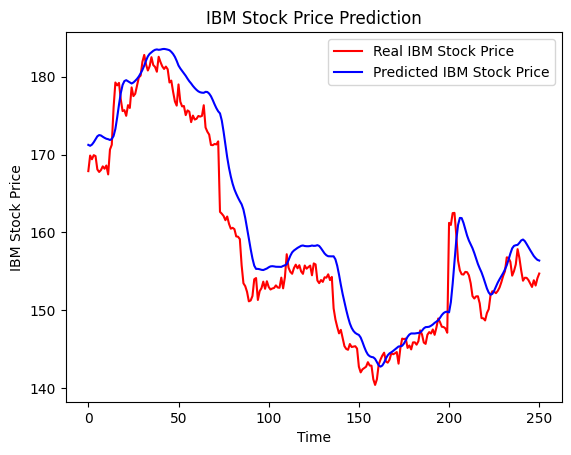 IBM Stock Price Prediction
Real IBM Stock Price
Predicted IBM Stock Price
IBM Stock Price
180
170
160
150
140
0
50
100
150
200
250
Time